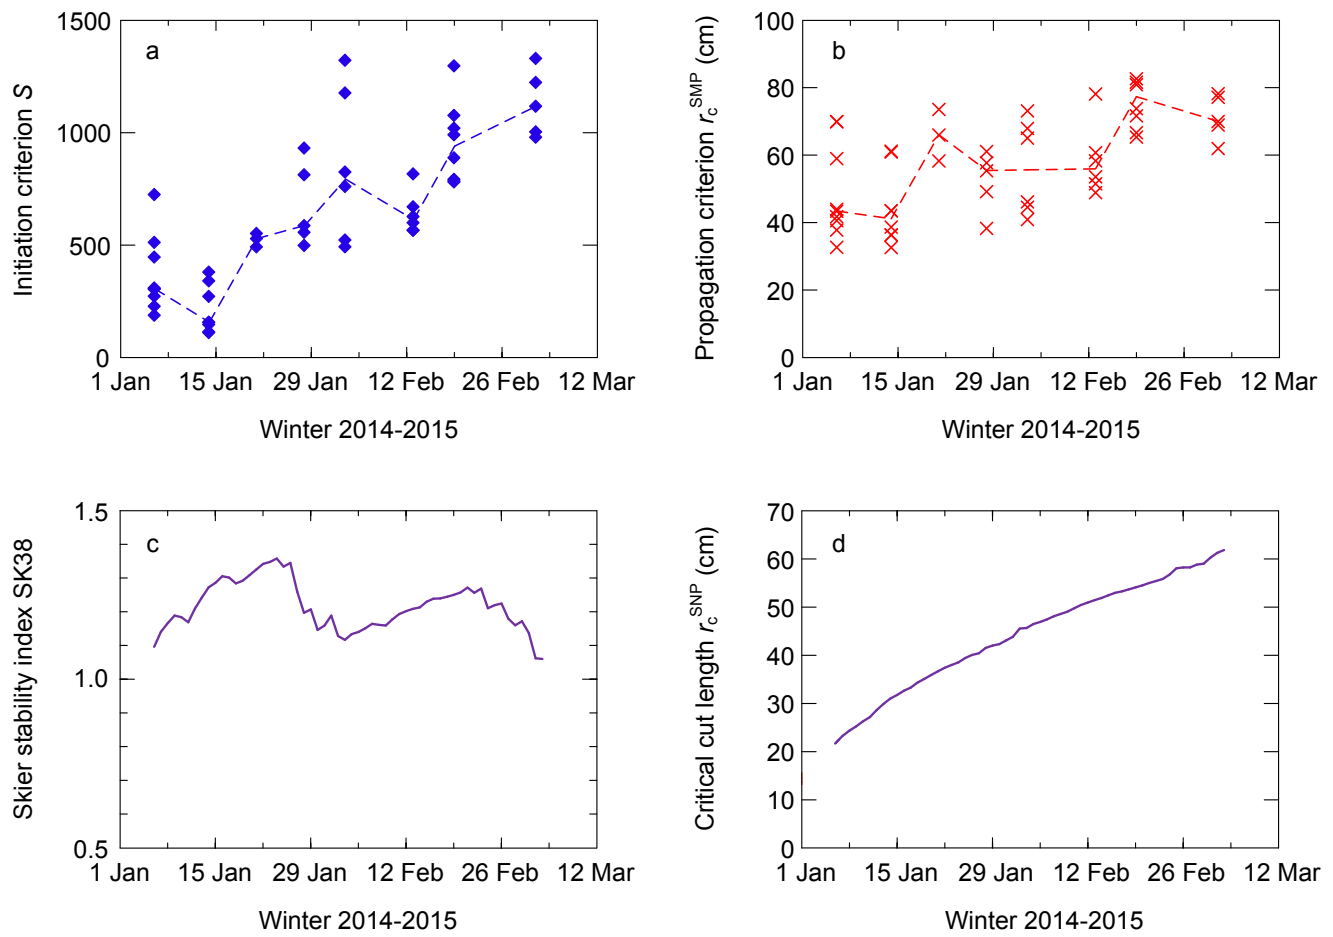 a
Initiation criterion S
1500
1000
500
0
1 Jan 15 Jan 29 Jan 12 Feb 26 Feb 12 Mar
Winter 2014-2015
b
Propagation criterion r_c^SMP (cm)
100
80
60
40
20
0
1 Jan 15 Jan 29 Jan 12 Feb 26 Feb 12 Mar
Winter 2014-2015
c
Skier stability index SK38
1.5
1.0
0.5
1 Jan 15 Jan 29 Jan 12 Feb 26 Feb 12 Mar
Winter 2014-2015
d
Critical cut length r_c^SNP (cm)
70
60
50
40
30
20
10
0
1 Jan 15 Jan 29 Jan 12 Feb 26 Feb 12 Mar
Winter 2014-2015